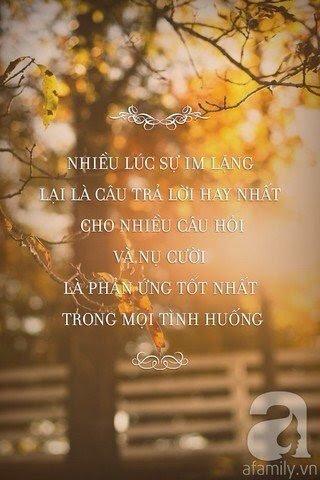 NHIỀU LÚC SỰ IM LẶNG
LẠI LÀ CÂU TRẢ LỜI HAY NHẤT
CHO NHIỀU CÂU HỎI
VÀ NỤ CƯỜI
LÀ PHẢN ỨNG TỐT NHẤT
TRONG MỌI TÌNH HUỐNG
a
afamily.vn